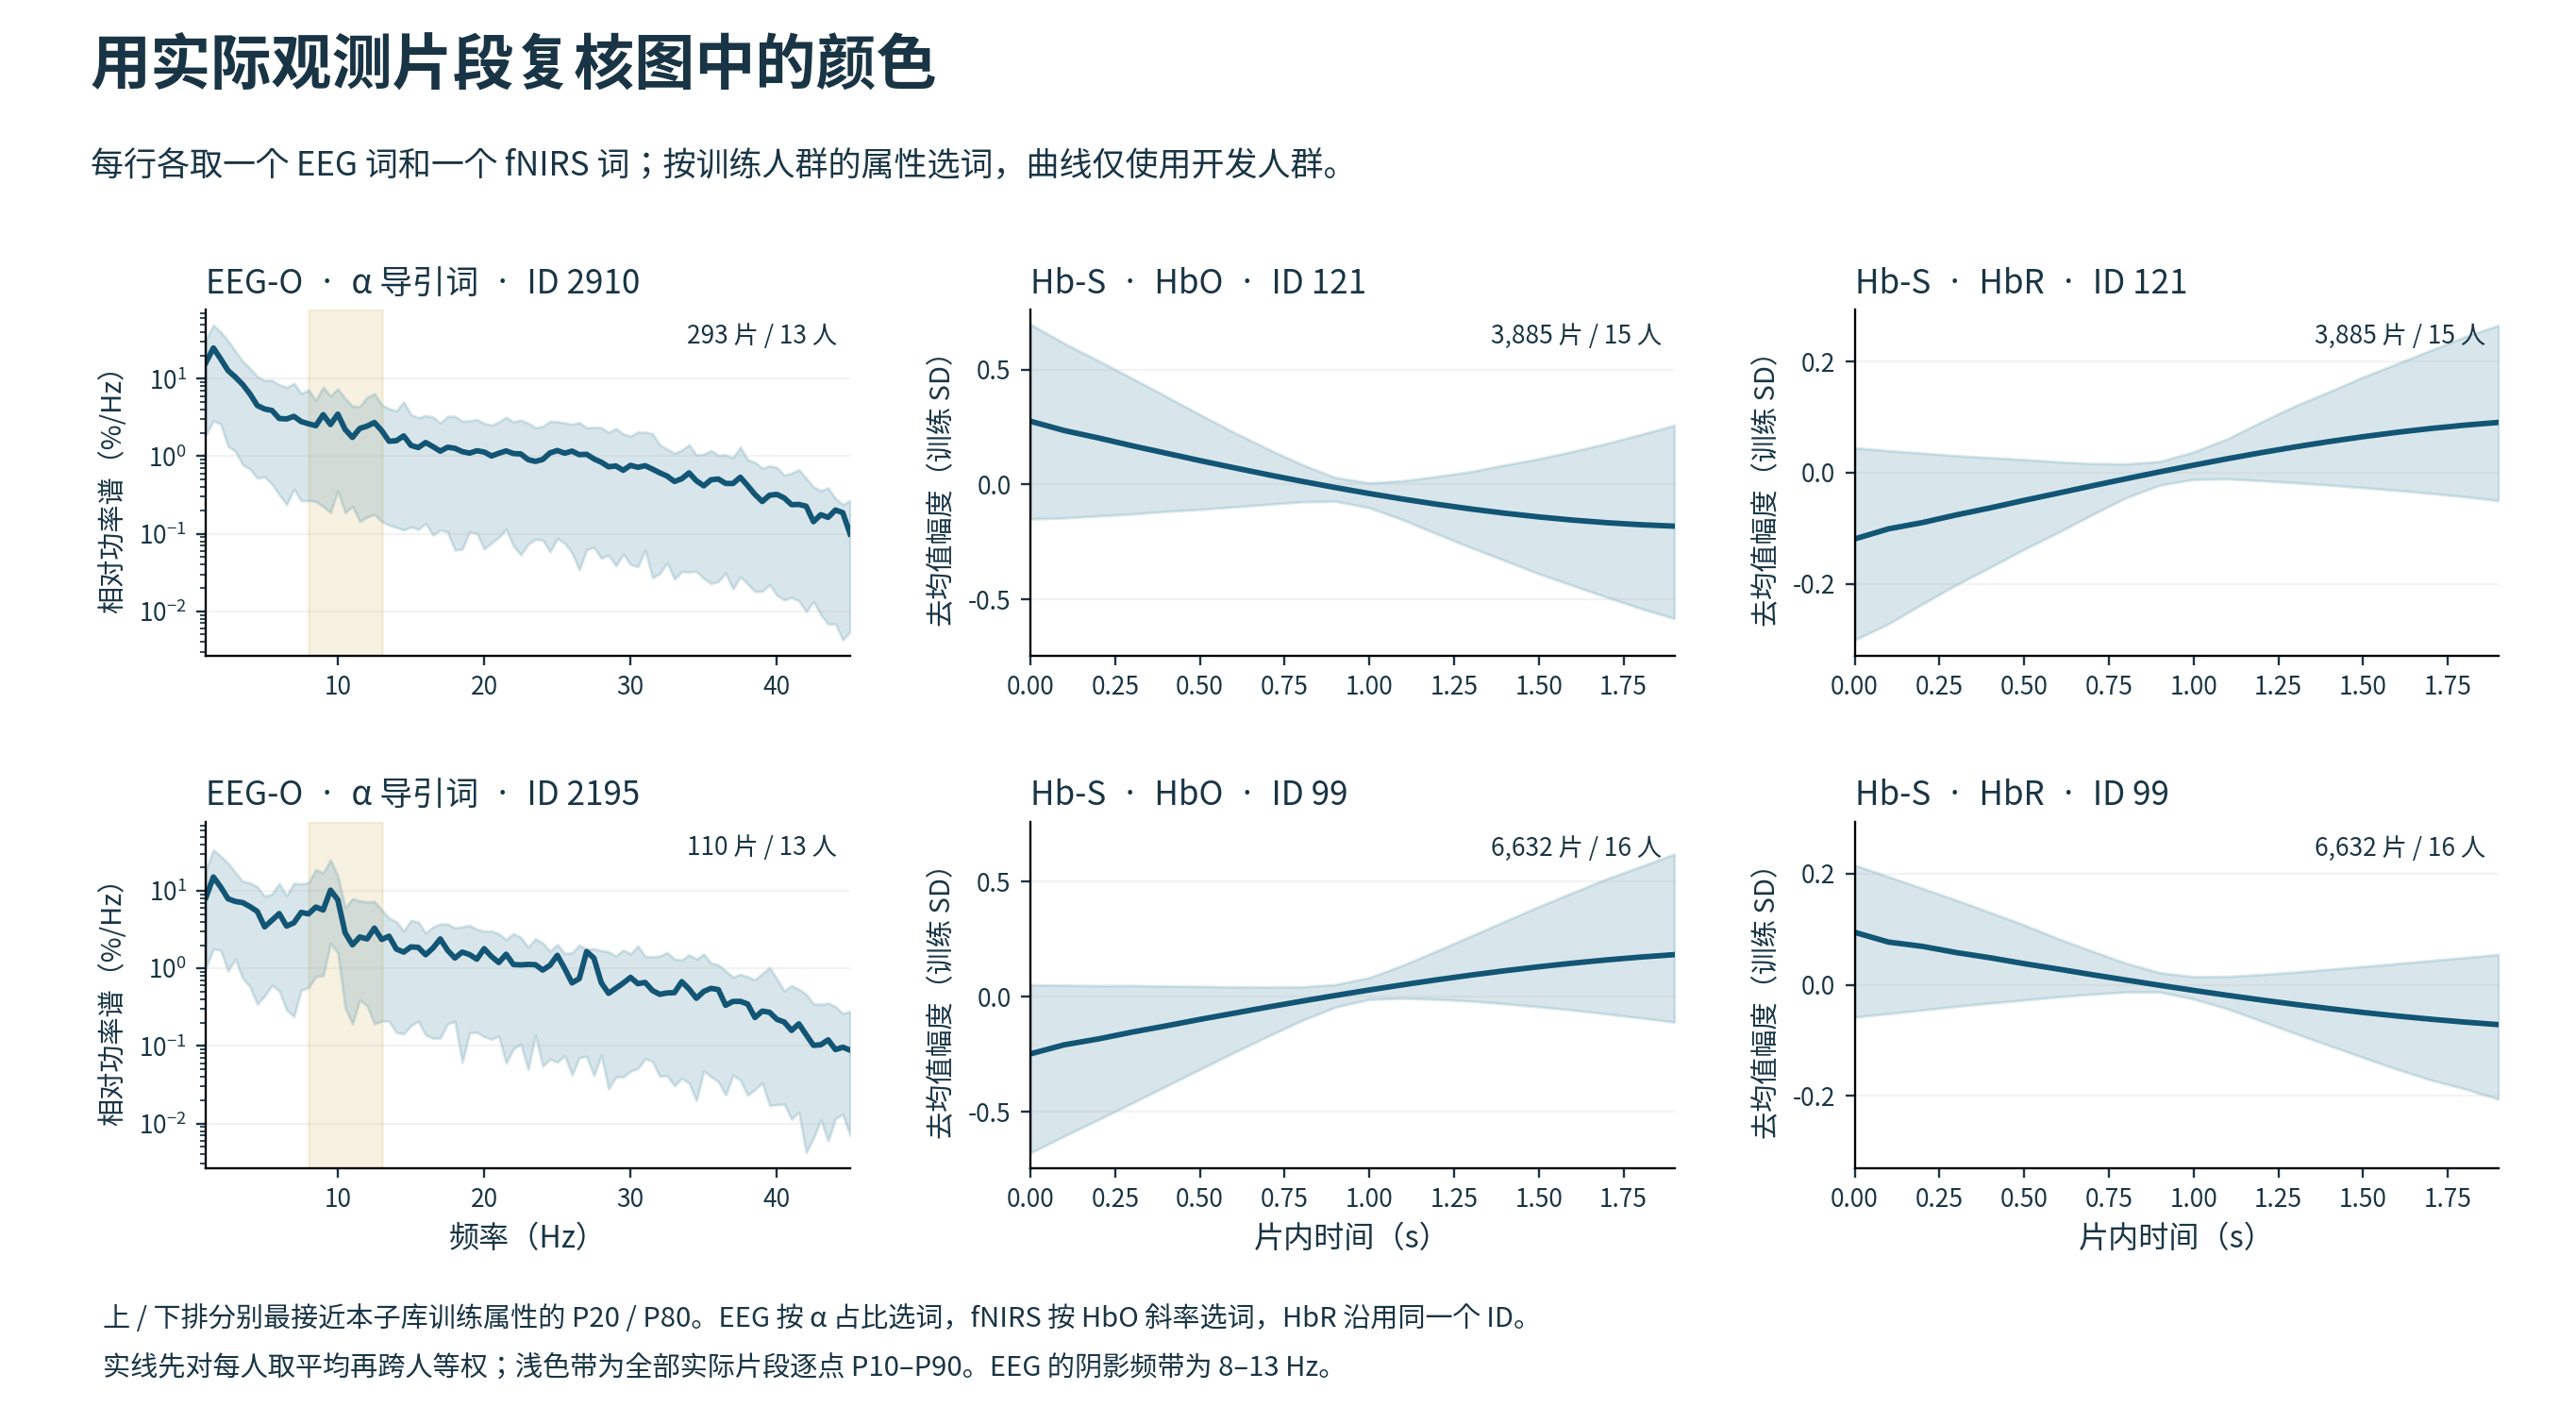 用实际观测片段复核图中的颜色
每行各取一个 EEG 词和一个 fNIRS 词；按训练人群的属性选词，曲线仅使用开发人群。
EEG-O · α 导引词 · ID 2910
293 片 / 13 人
相对功率谱（%/Hz）
10¹
10⁰
10⁻¹
10⁻²
10 20 30 40
Hb-S · HbO · ID 121
3,885 片 / 15 人
去均值幅度（训练 SD）
0.5
0.0
-0.5
0.00 0.25 0.50 0.75 1.00 1.25 1.50 1.75
Hb-S · HbR · ID 121
3,885 片 / 15 人
去均值幅度（训练 SD）
0.2
0.0
-0.2
0.00 0.25 0.50 0.75 1.00 1.25 1.50 1.75
EEG-O · α 导引词 · ID 2195
110 片 / 13 人
相对功率谱（%/Hz）
10¹
10⁰
10⁻¹
10⁻²
10 20 30 40
频率（Hz）
Hb-S · HbO · ID 99
6,632 片 / 16 人
去均值幅度（训练 SD）
0.5
0.0
-0.5
0.00 0.25 0.50 0.75 1.00 1.25 1.50 1.75
片内时间（s）
Hb-S · HbR · ID 99
6,632 片 / 16 人
去均值幅度（训练 SD）
0.2
0.0
-0.2
0.00 0.25 0.50 0.75 1.00 1.25 1.50 1.75
片内时间（s）
上 / 下排分别最接近本子库训练属性的 P20 / P80。EEG 按 α 占比选词，fNIRS 按 HbO 斜率选词，HbR 沿用同一个 ID。
实线先对每人取平均再跨人等权；浅色带为全部实际片段逐点 P10–P90。EEG 的阴影频带为 8–13 Hz。